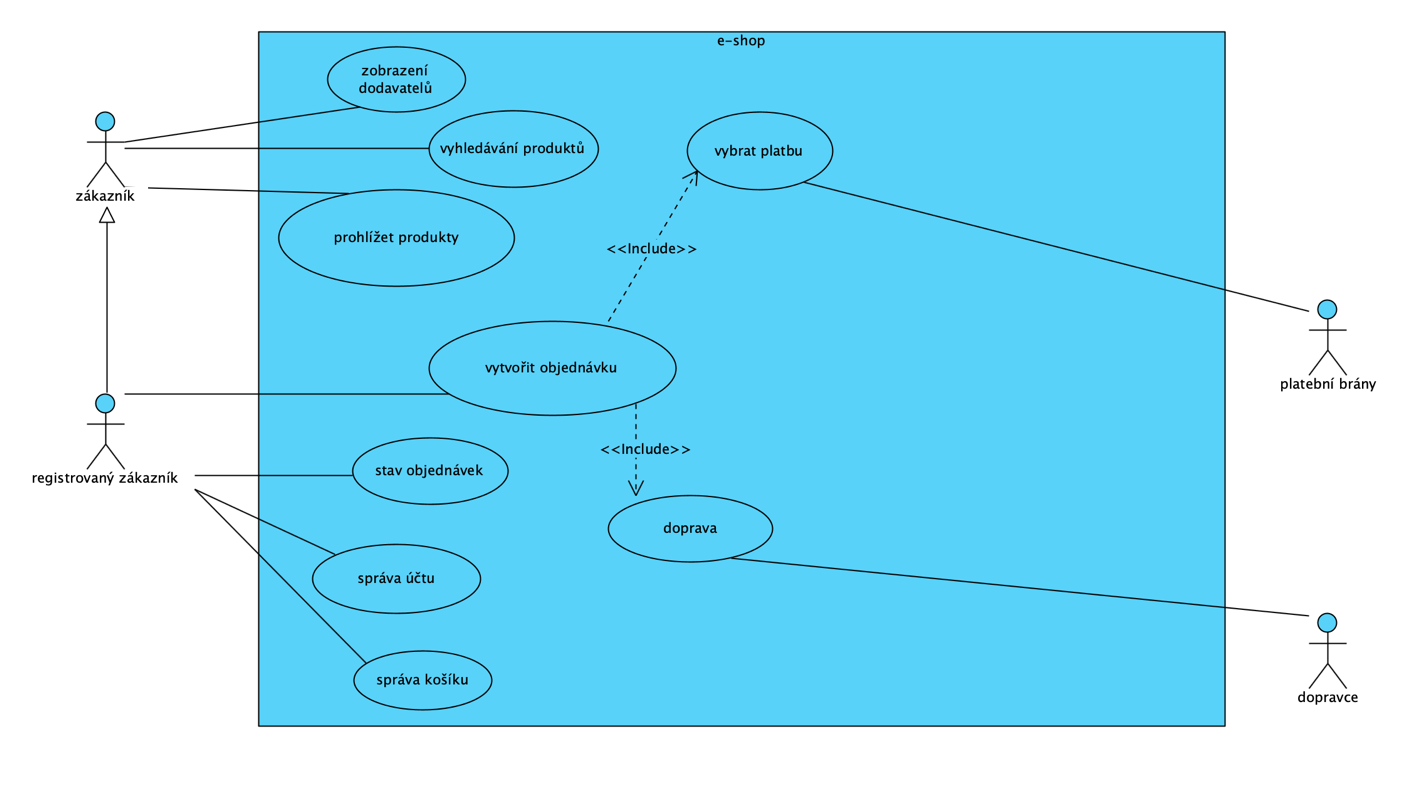 e-shop
zobrazení
dodavatelů
vyhledávání produktů
vybrat platbu
zákazník
prohlížet produkty
<<Include>>
vytvořit objednávku
platební brány
<<Include>>
stav objednávek
registrovaný zákazník
doprava
správa účtu
správa košíku
dopravce